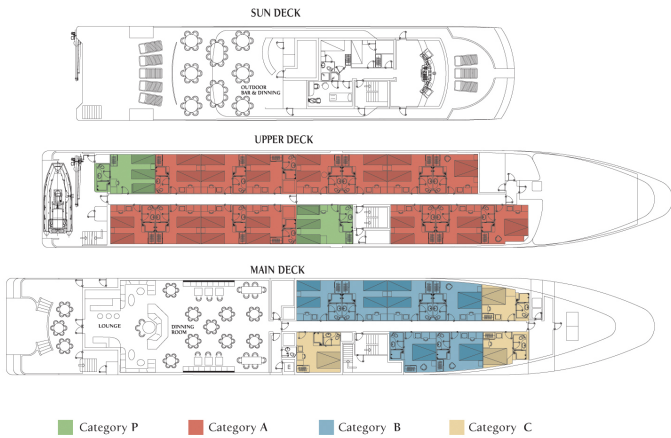 SUN DECK
OUTDOOR
BAR & DINNING
UPPER DECK
MAIN DECK
LOUNGE
DINNING
ROOM
E
Category P
Category A
Category B
Category C